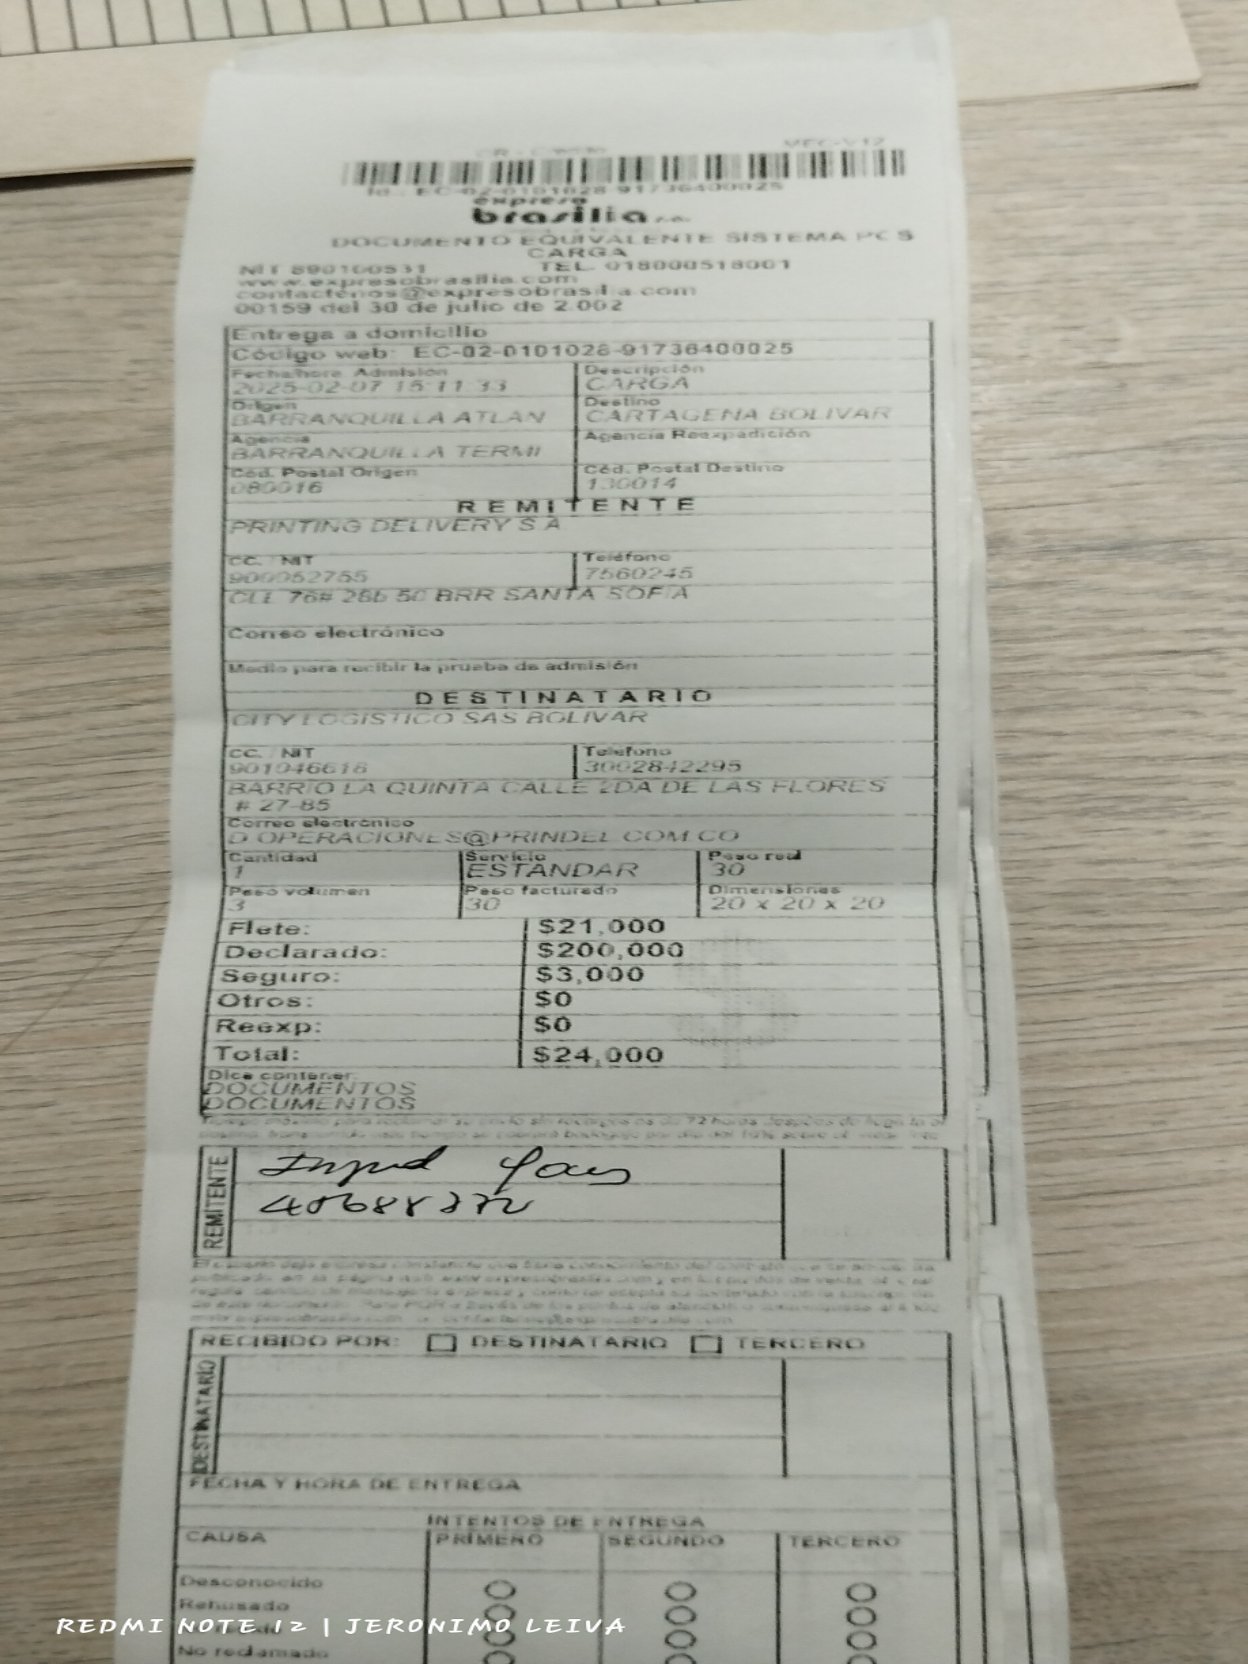 expreso
brasilia s.a.
DOCUMENTO EQUIVALENTE SISTEMA POS
CARGA
NIT 890100531 TEL. 018000518001
www.expresobrasilia.com
contactenos@expresobrasilia.com
00159 del 30 de julio de 2.002
Entrega a domicilio
Código web: EC-02-0101028-91736400025
Fecha/hora Admisión Descripción
2025-02-07 15:11:33 CARGA
Origen Destino
BARRANQUILLA ATLAN CARTAGENA BOLIVAR
Agencia Agencia Reexpedición
BARRANQUILLA TERMI
Cód. Postal Origen Cód. Postal Destino
080016 130014
REMITENTE
PRINTING DELIVERY S A
CC. / NIT Teléfono
900052755 7560245
CLL 76# 26b 50 BRR SANTA SOFIA
Correo electrónico
Medio para recibir la prueba de admisión
DESTINATARIO
CITY LOGISTICO SAS BOLIVAR
CC. / NIT Teléfono
901046616 3002842295
BARRIO LA QUINTA CALLE 2DA DE LAS FLORES
# 27-85
Correo electrónico
D OPERACIONES@PRINDEL.COM.CO
Cantidad Servicio Peso real
1 ESTANDAR 30
Peso volumen Peso facturado Dimensiones
3 30 20 x 20 x 20
Flete: $21,000
Declarado: $200,000
Seguro: $3,000
Otros: $0
Reexp: $0
Total: $24,000
Dice contener:
DOCUMENTOS
DOCUMENTOS
REMITENTE
RECIBIDO POR: DESTINATARIO TERCERO
DESTINATARIO
FECHA Y HORA DE ENTREGA
INTENTOS DE ENTREGA
CAUSA PRIMERO SEGUNDO TERCERO
Desconocido
Rehusado
No reclamado
REDMI NOTE 12 | JERONIMO LEIVA